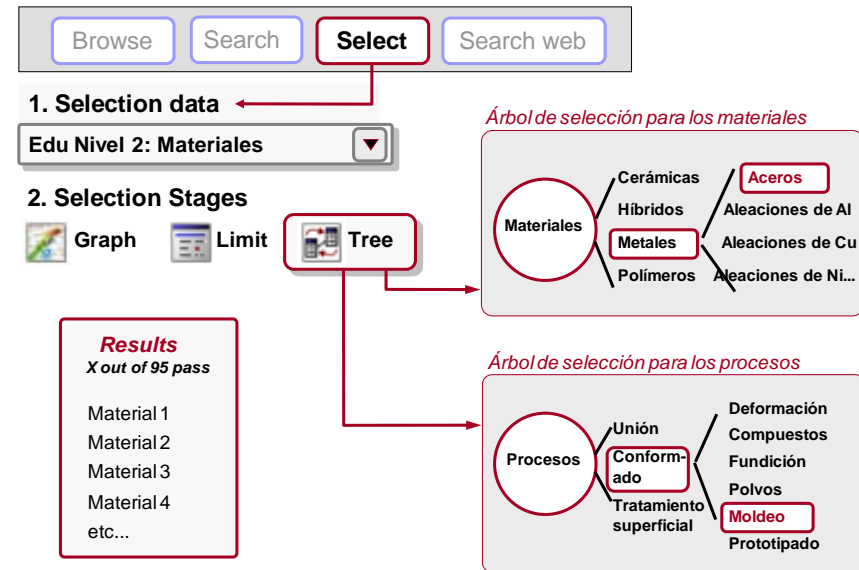 Browse
Search
Select
Search web
1. Selection data
Edu Nivel 2: Materiales
2. Selection Stages
Graph
Limit
Tree
Results
X out of 95 pass
Material 1
Material 2
Material 3
Material 4
etc...
Árbol de selección para los materiales
Materiales
Cerámicas
Híbridos
Metales
Polímeros
Aceros
Aleaciones de Al
Aleaciones de Cu
Aleaciones de Ni...
Árbol de selección para los procesos
Procesos
Unión
Conform-
ado
Tratamiento
superficial
Deformación
Compuestos
Fundición
Polvos
Moldeo
Prototipado